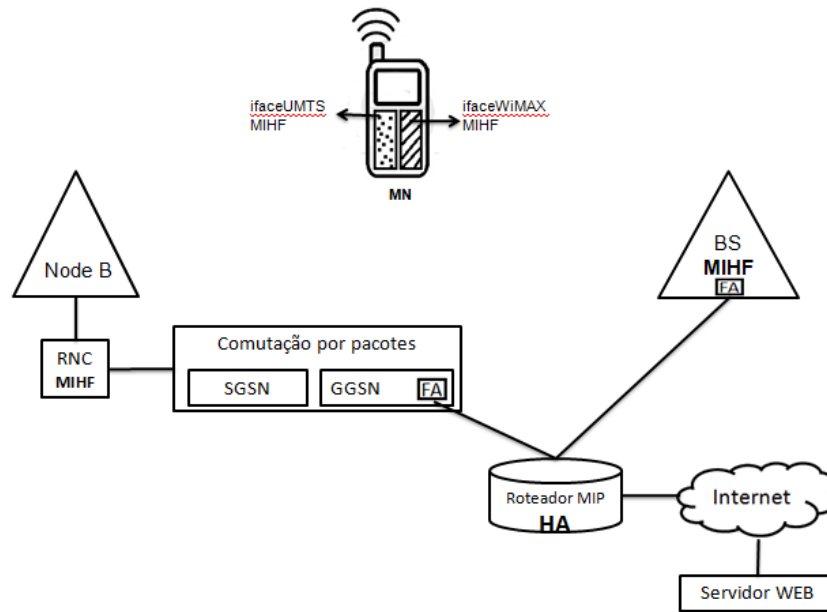 ifaceUMTS
MIHF
ifaceWiMAX
MIHF
MN
Node B
BS
MIHF
FA
RNC
MIHF
Comutação por pacotes
SGSN
GGSN
FA
Roteador MIP
HA
Internet
Servidor WEB